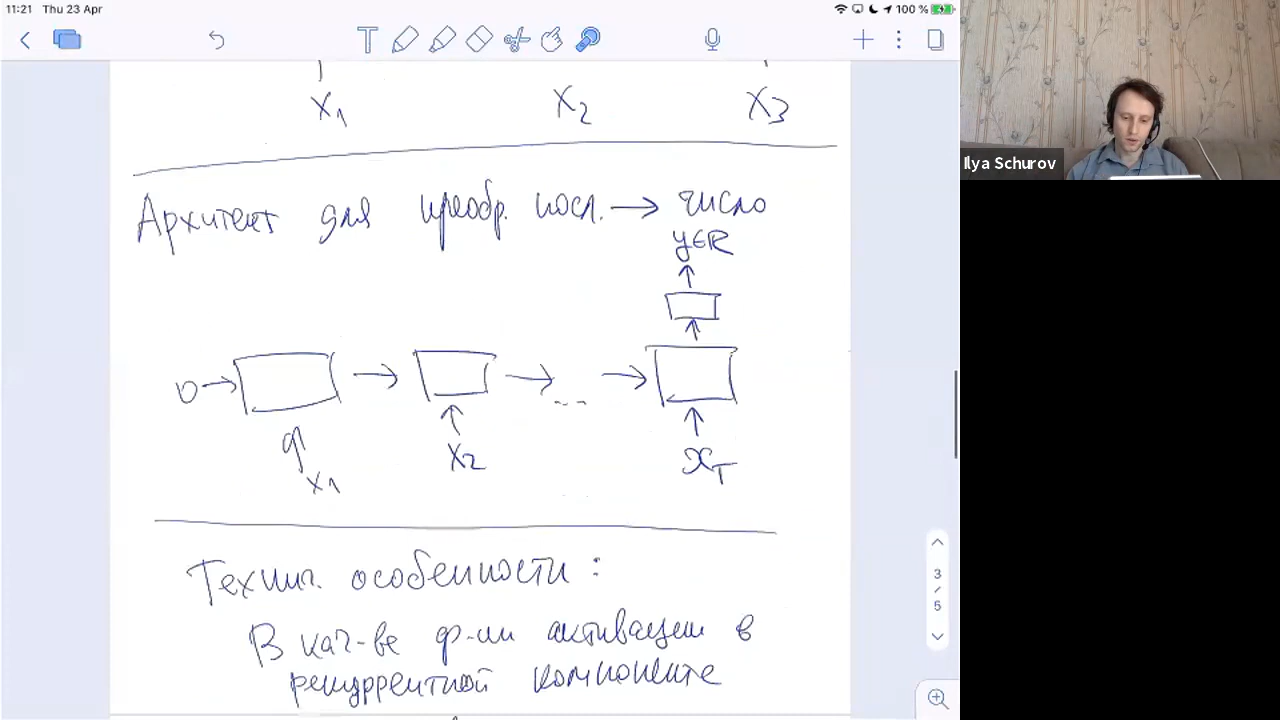 11:21 Thu 23 Apr
100 %
X1 X2 X3
Ilya Schurov
Архитект для преобр. посл. → число
y∈R
0
X1
X2
xT
Технич. особенности:
В кач-ве ф-ии активации в
рекуррентной компоненте
3
/
5